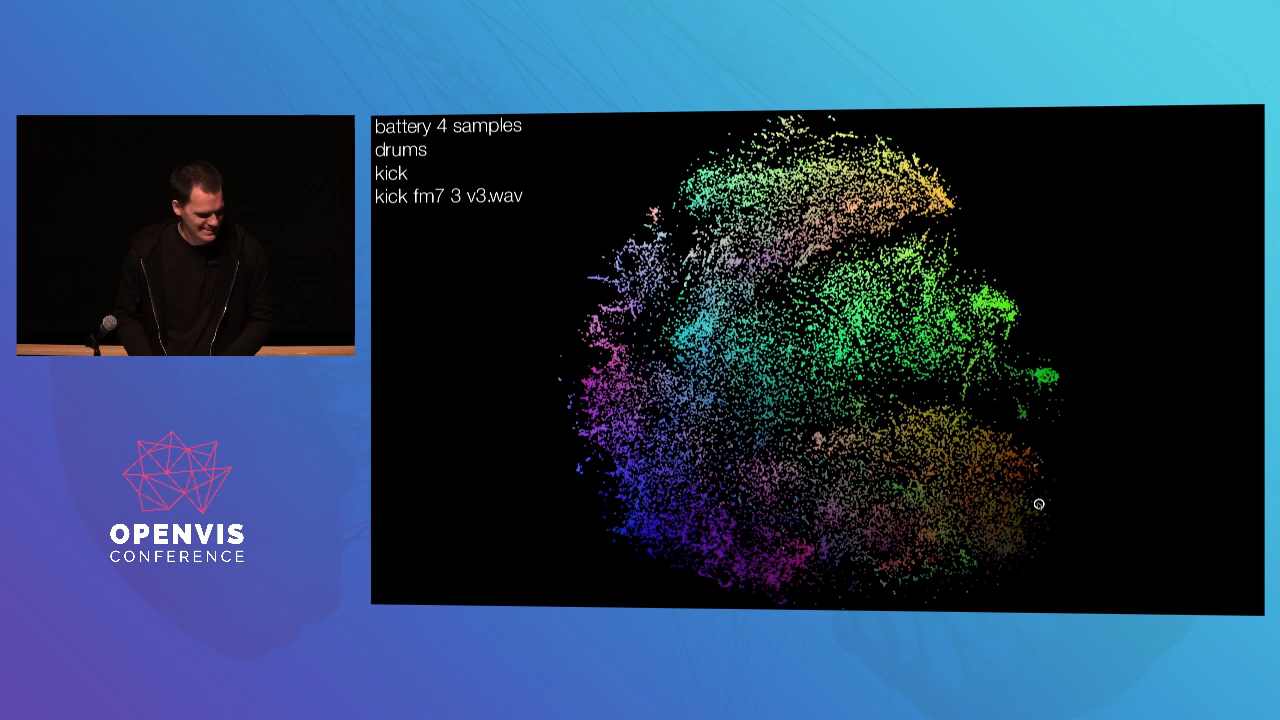 battery 4 samples
drums
kick
kick fm7 3 v3.wav
OPENVIS
CONFERENCE